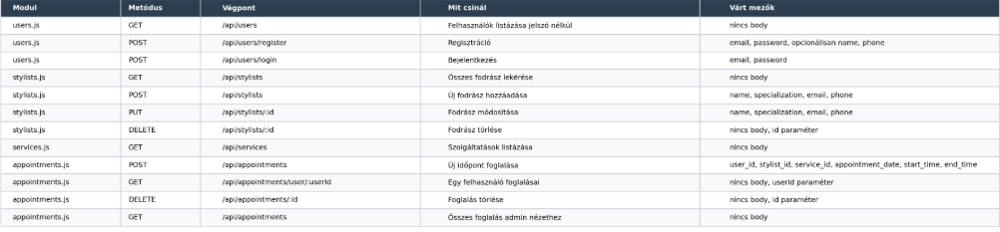 Modul Metódus Végpont Mit csinál Várt mezők
users.js GET /api/users Felhasználók listázása jelszó nélkül nincs body
users.js POST /api/users/register Regisztráció email, password, opcionálisan name, phone
users.js POST /api/users/login Bejelentkezés email, password
stylists.js GET /api/stylists Összes fodrász lekérése nincs body
stylists.js POST /api/stylists Új fodrász hozzáadása name, specialization, email, phone
stylists.js PUT /api/stylists/:id Fodrász módosítása name, specialization, email, phone
stylists.js DELETE /api/stylists/:id Fodrász törlése nincs body, id paraméter
services.js GET /api/services Szolgáltatások listázása nincs body
appointments.js POST /api/appointments Új időpont foglalása user_id, stylist_id, service_id, appointment_date, start_time, end_time
appointments.js GET /api/appointments/user/:userId Egy felhasználó foglalásai nincs body, userId paraméter
appointments.js DELETE /api/appointments/:id Foglalás törlése nincs body, id paraméter
appointments.js GET /api/appointments Összes foglalás admin nézethez nincs body